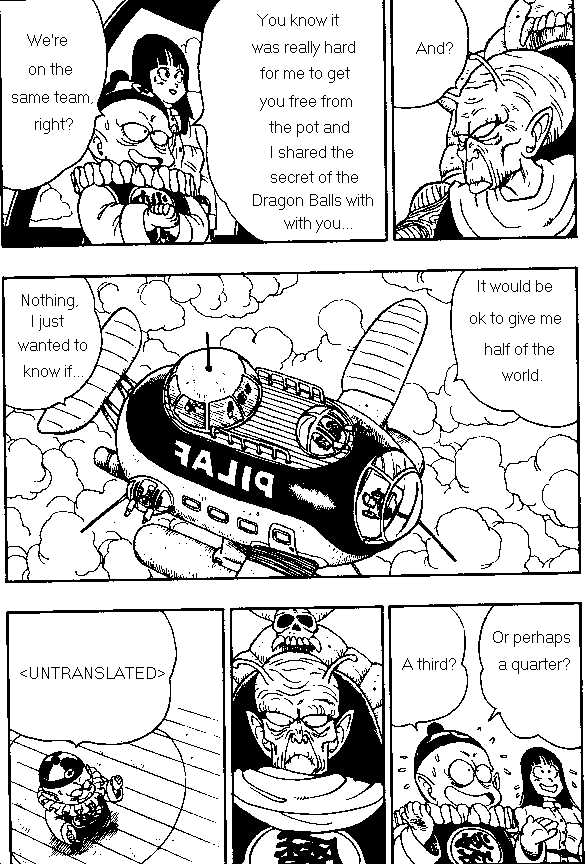 We're
on the
same team,
right?
You know it
was really hard
for me to get
you free from
the pot and
I shared the
secret of the
Dragon Balls with
with you...
And?
Nothing.
I just
wanted to
know if...
It would be
ok to give me
half of the
world.
PILAF
<UNTRANSLATED>
A third?
Or perhaps
a quarter?